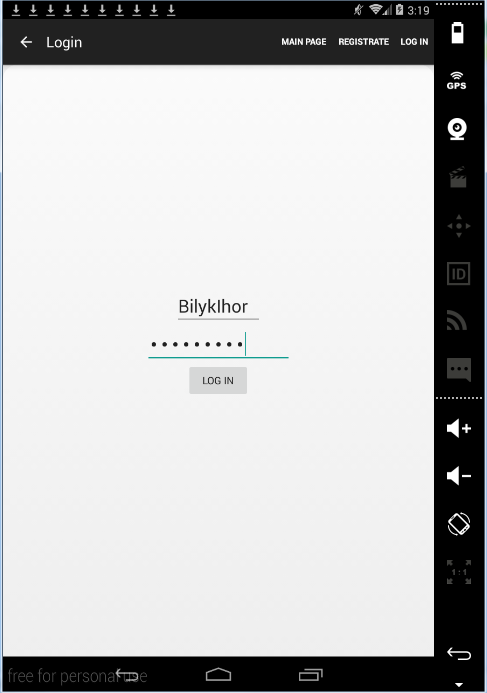 3:19
Login MAIN PAGE REGISTRATE LOG IN
GPS
BilykIhor
•••••••••
LOG IN
ID
1:1
free for personal use